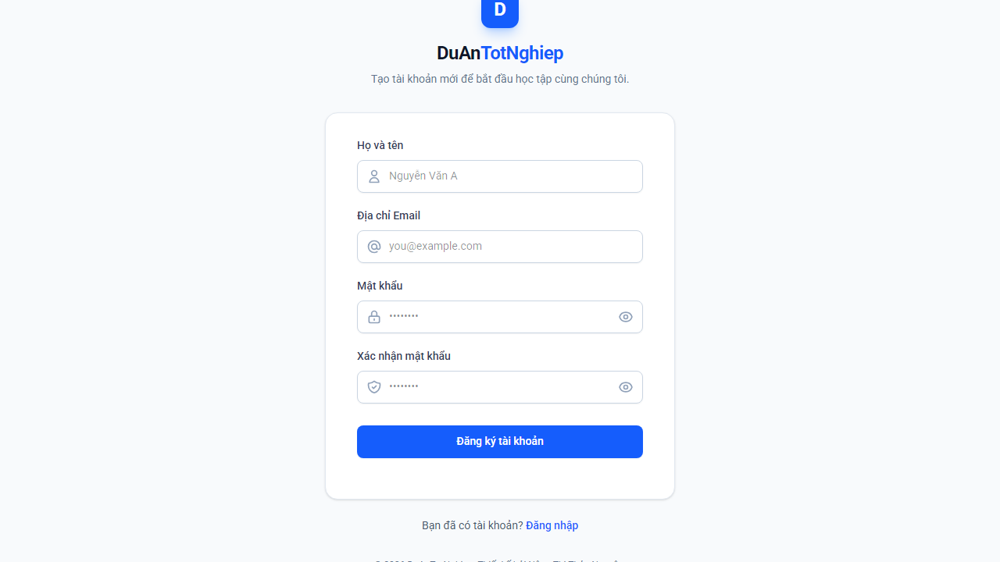 D
DuAnTotNghiep
Tạo tài khoản mới để bắt đầu học tập cùng chúng tôi.
Họ và tên
Nguyễn Văn A
Địa chỉ Email
you@example.com
Mật khẩu
••••••••
Xác nhận mật khẩu
••••••••
Đăng ký tài khoản
Bạn đã có tài khoản? Đăng nhập